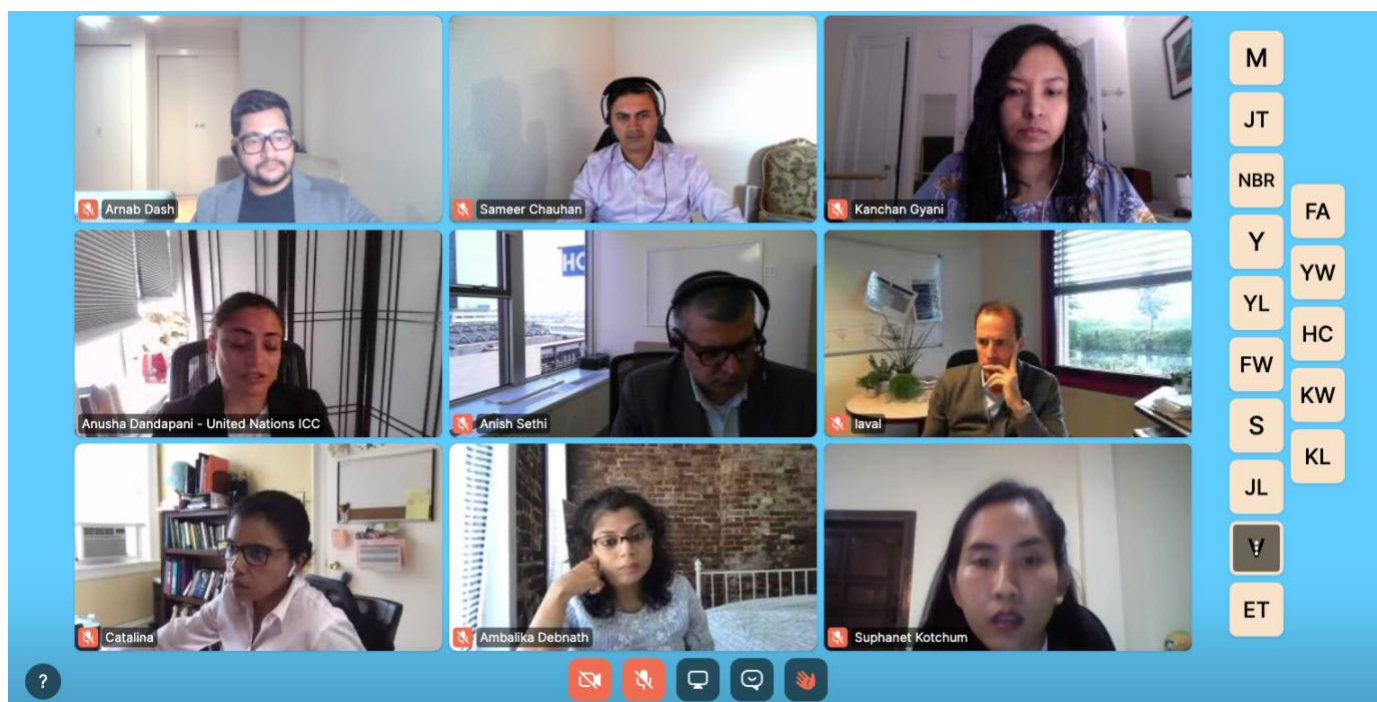 Arnab Dash
Sameer Chauhan
Kanchan Gyani
HC
Anusha Dandapani - United Nations ICC
Anish Sethi
laval
Catalina
Ambalika Debnath
Suphanet Kotchum
M
JT
NBR
Y
YL
FW
S
JL
V
ET
FA
YW
HC
KW
KL
?